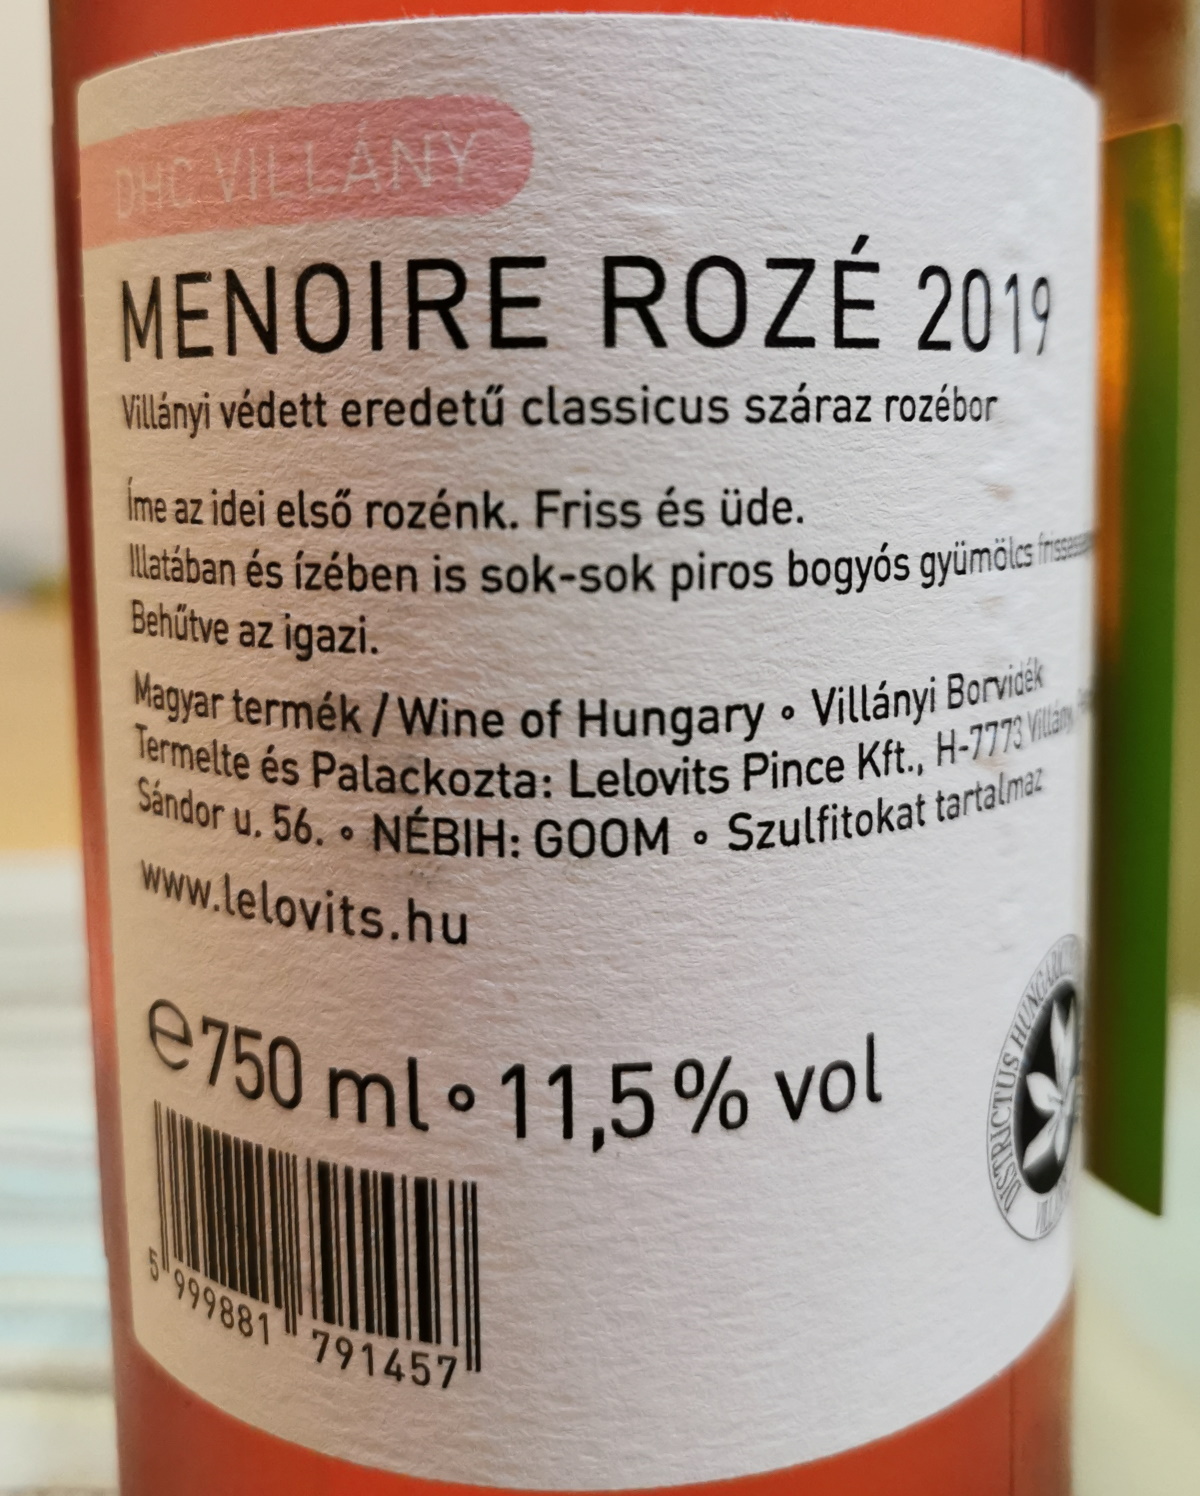 DHC VILLÁNY
MENOIRE ROZÉ 2019
Villányi védett eredetű classicus száraz rozébor
Íme az idei első rozénk. Friss és üde.
Illatában és ízében is sok-sok piros bogyós gyümölcs
Behűtve az igazi.
Magyar termék / Wine of Hungary ∘ Villányi Borvidék
Termelte és Palackozta: Lelovits Pince Kft., H-7773 Villány,
Sándor u. 56. ∘ NÉBIH: GOOM ∘ Szulfitokat tartalmaz
www.lelovits.hu
℮750 ml ∘ 11,5 % vol
DISTRICTUS HUNGARICUS
5 999881 791457